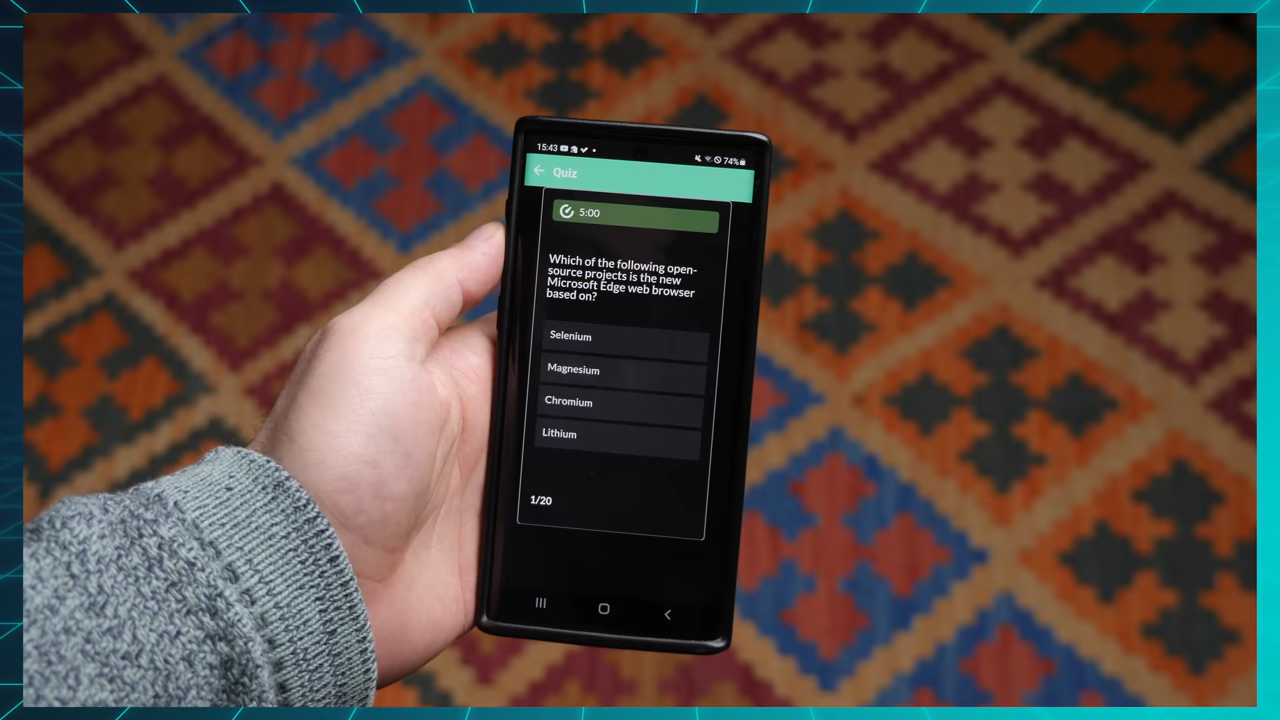 15:43
74%
Quiz
5:00
Which of the following open-
source projects is the new
Microsoft Edge web browser
based on?
Selenium
Magnesium
Chromium
Lithium
1/20